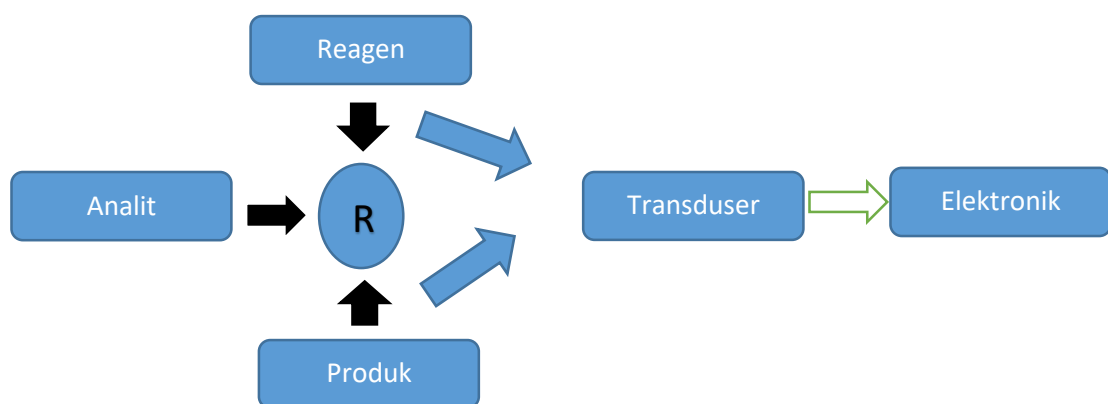 Reagen
Analit
R
Transduser
Elektronik
Produk